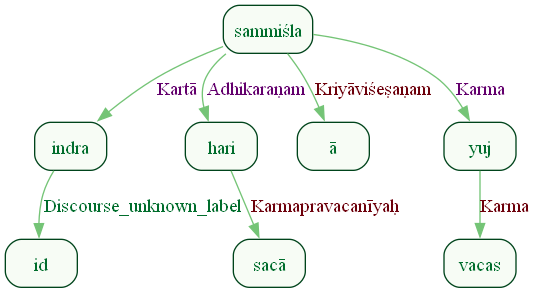 sammiśla
Kartā Adhikaraṇam Kriyāviśeṣaṇam Karma
indra hari ā yuj
Discourse_unknown_label Karmapravacanīyaḥ Karma
id sacā vacas